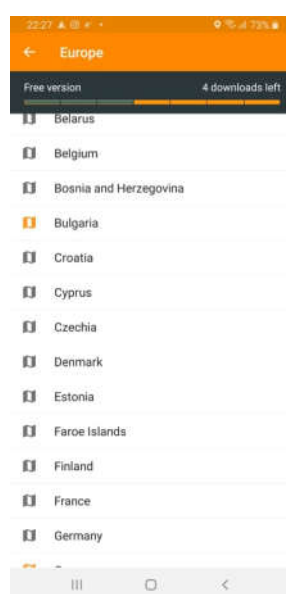 22:27 73%
Europe
Free version 4 downloads left
Belarus
Belgium
Bosnia and Herzegovina
Bulgaria
Croatia
Cyprus
Czechia
Denmark
Estonia
Faroe Islands
Finland
France
Germany